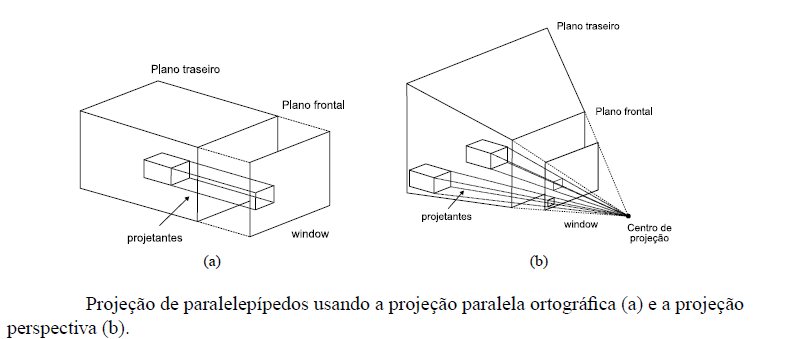 Plano traseiro
Plano frontal
projetantes
window
(a)
Plano traseiro
Plano frontal
projetantes
window
Centro de
projeção
(b)
Projeção de paralelepípedos usando a projeção paralela ortográfica (a) e a projeção
perspectiva (b).